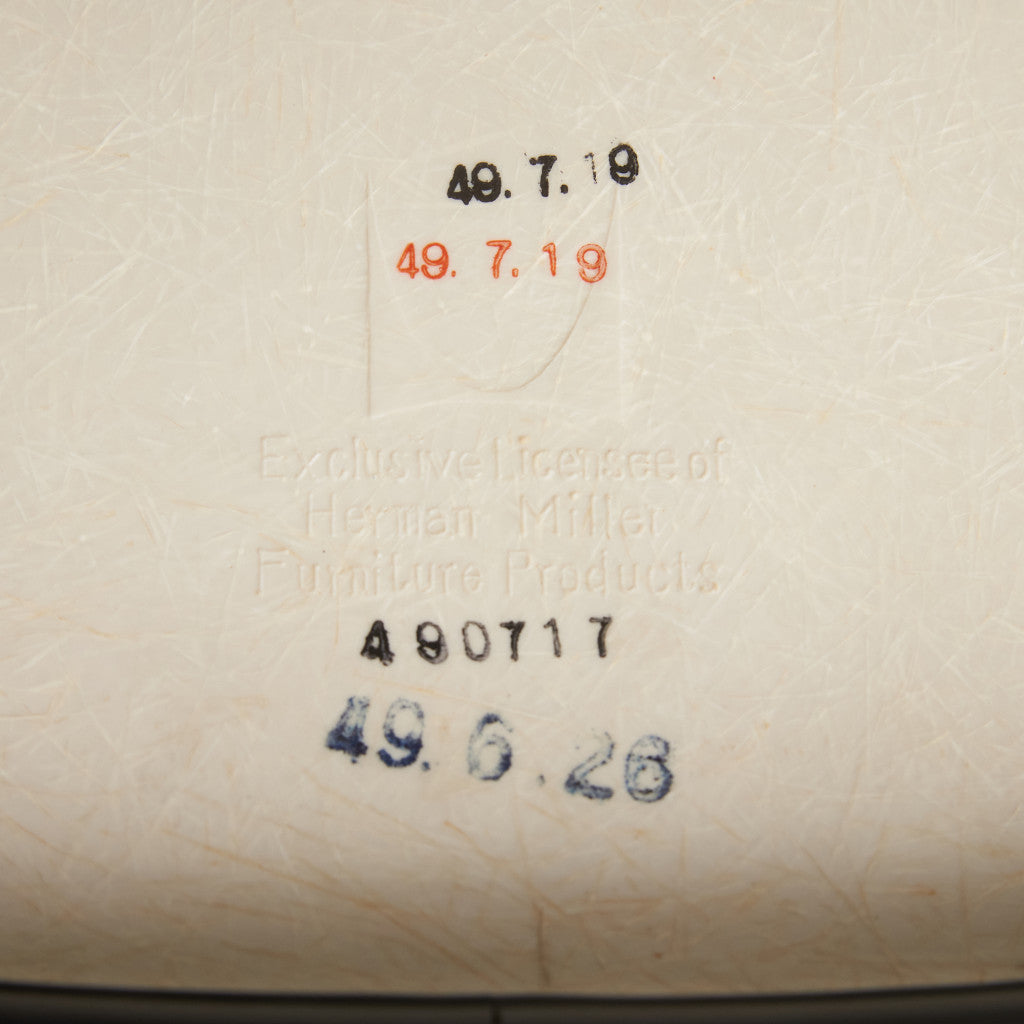 49. 7. 19
49. 7. 19
Exclusive Licensee of
Herman Miller
Furniture Products
490717
49. 6. 26